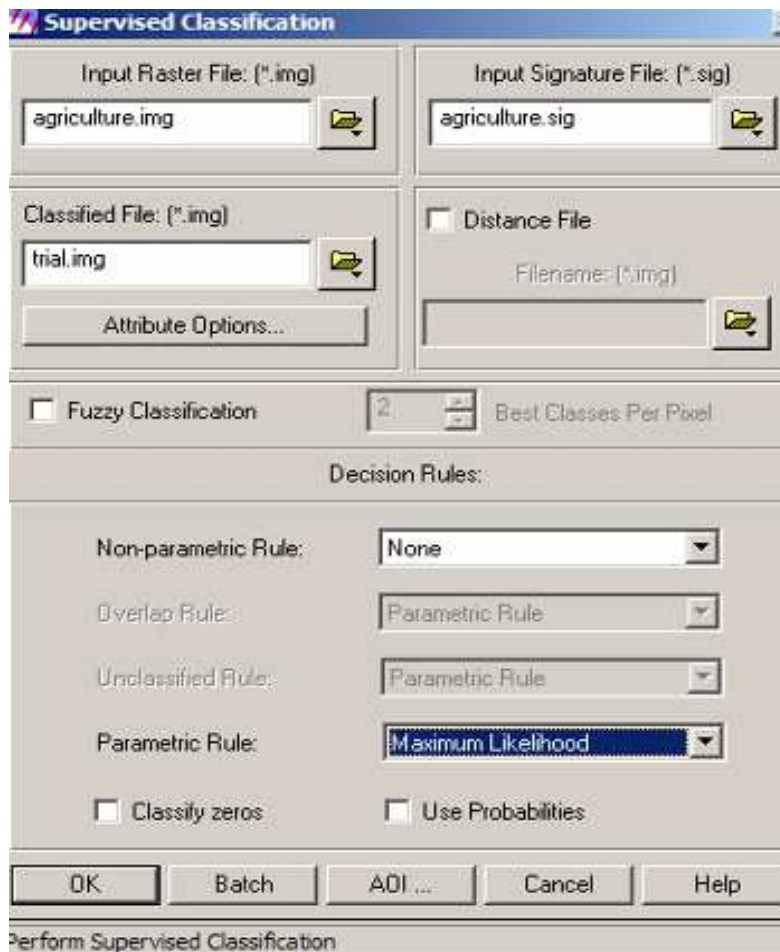 Supervised Classification
Input Raster File: (*.img)
Input Signature File: (*.sig)
agriculture.img
agriculture.sig
Classified File: (*.img)
Distance File
trial.img
Filename: (*.img)
Attribute Options...
Fuzzy Classification
2
Best Classes Per Pixel
Decision Rules:
Non-parametric Rule:
None
Overlap Rule:
Parametric Rule
Unclassified Rule:
Parametric Rule
Parametric Rule:
Maximum Likelihood
Classify zeros
Use Probabilities
OK
Batch
AOI ...
Cancel
Help
Perform Supervised Classification